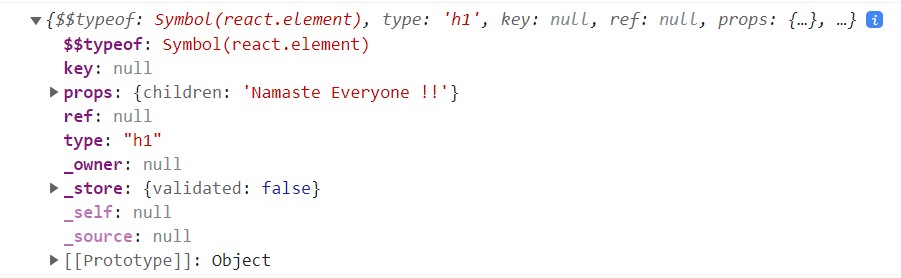 {$$typeof: Symbol(react.element), type: 'h1', key: null, ref: null, props: {…}, …} i
$$typeof: Symbol(react.element)
key: null
props: {children: 'Namaste Everyone !!'}
ref: null
type: "h1"
_owner: null
_store: {validated: false}
_self: null
_source: null
[[Prototype]]: Object